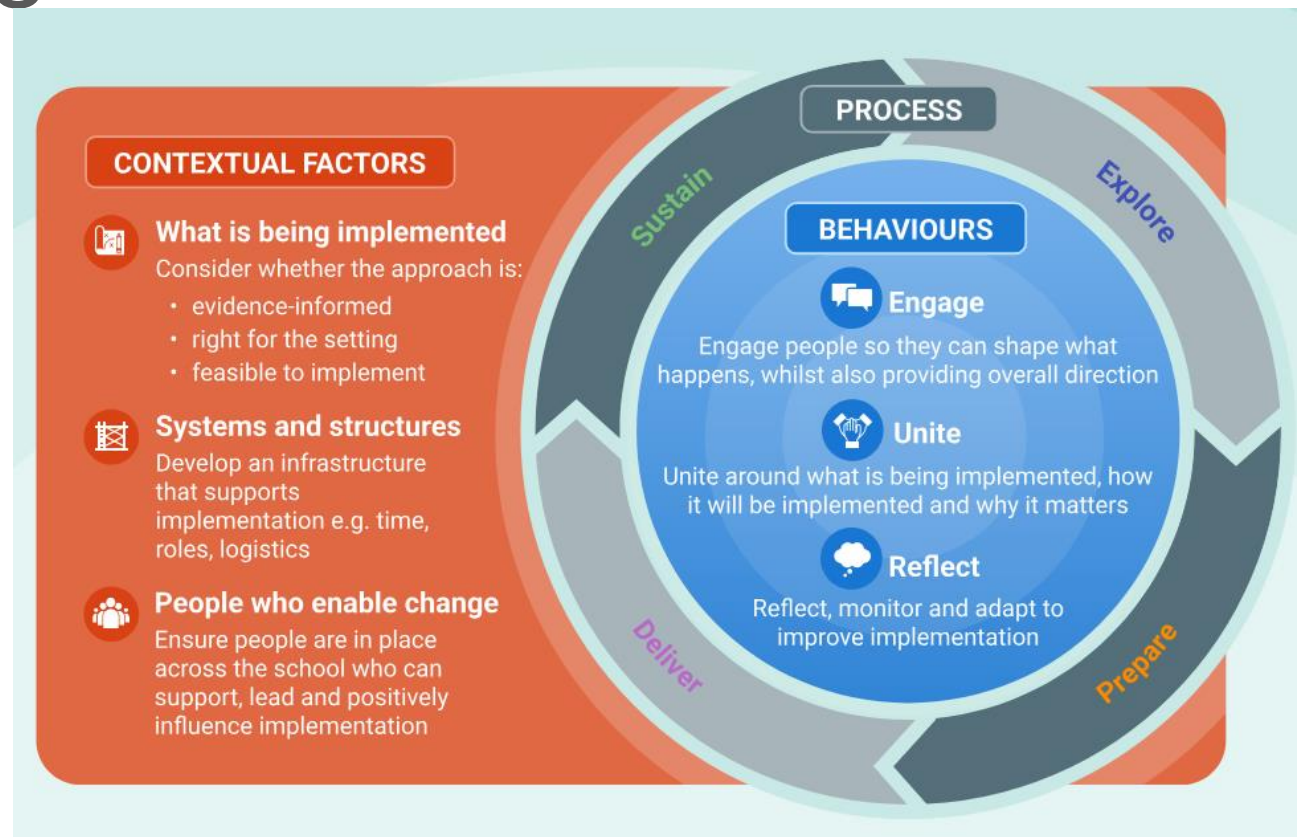 CONTEXTUAL FACTORS
What is being implemented
Consider whether the approach is:
• evidence-informed
• right for the setting
• feasible to implement
Systems and structures
Develop an infrastructure
that supports
implementation e.g. time,
roles, logistics
People who enable change
Ensure people are in place
across the school who can
support, lead and positively
influence implementation
PROCESS
Explore
Prepare
Deliver
Sustain
BEHAVIOURS
Engage
Engage people so they can shape what
happens, whilst also providing overall direction
Unite
Unite around what is being implemented, how
it will be implemented and why it matters
Reflect
Reflect, monitor and adapt to
improve implementation